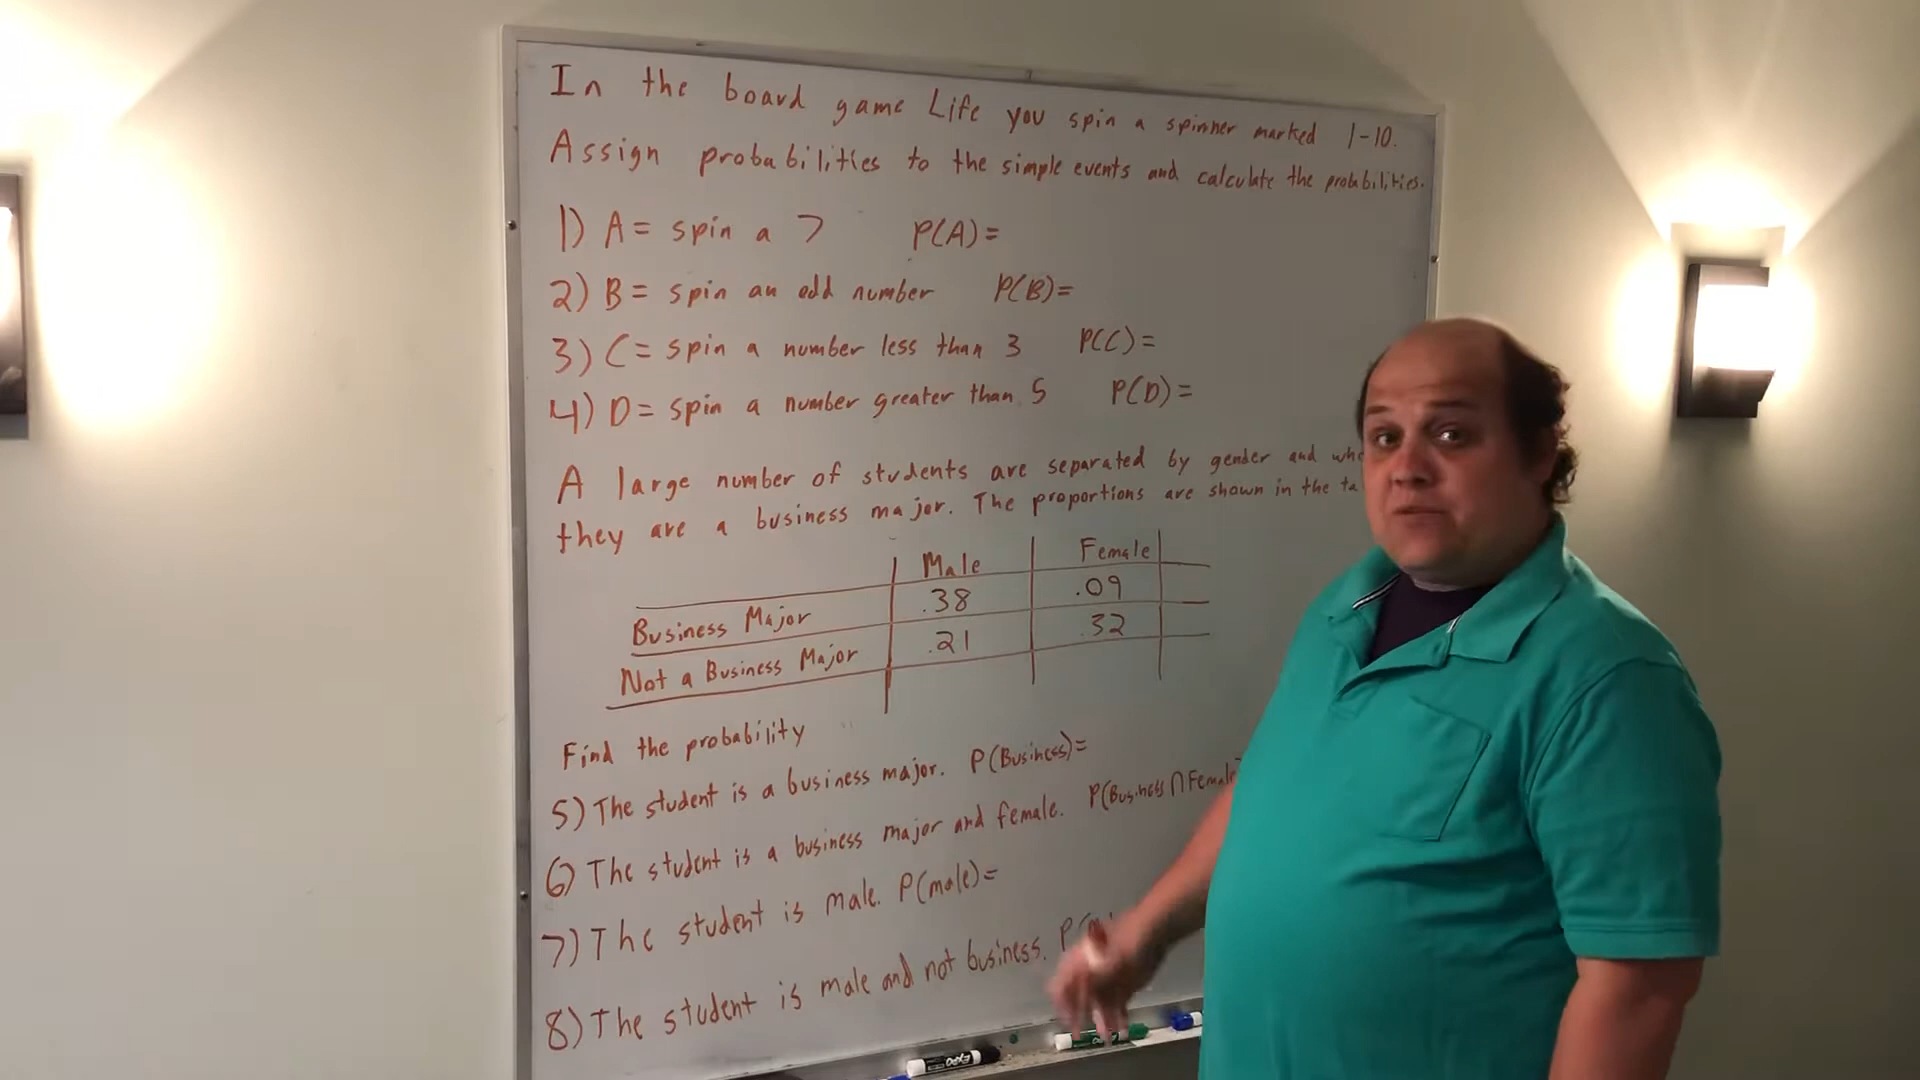 In the board game Life you spin a spinner marked 1-10.
Assign probabilities to the simple events and calculate the probabilities.
1) A= spin a 7 P(A)=
2) B= spin an odd number P(B)=
3) C= spin a number less than 3 P(C)=
4) D= spin a number greater than 5 P(D)=
A large number of students are separated by gender and
they are a business major. The proportions are shown in the
Male Female
Business Major .38 .09
Not a Business Major .21 .32
Find the probability
5) The student is a business major. P(Business)=
6) The student is a business major and female. P(Business ∩ Female
7) The student is male. P(male)=
8) The student is male and not business.
EXPO